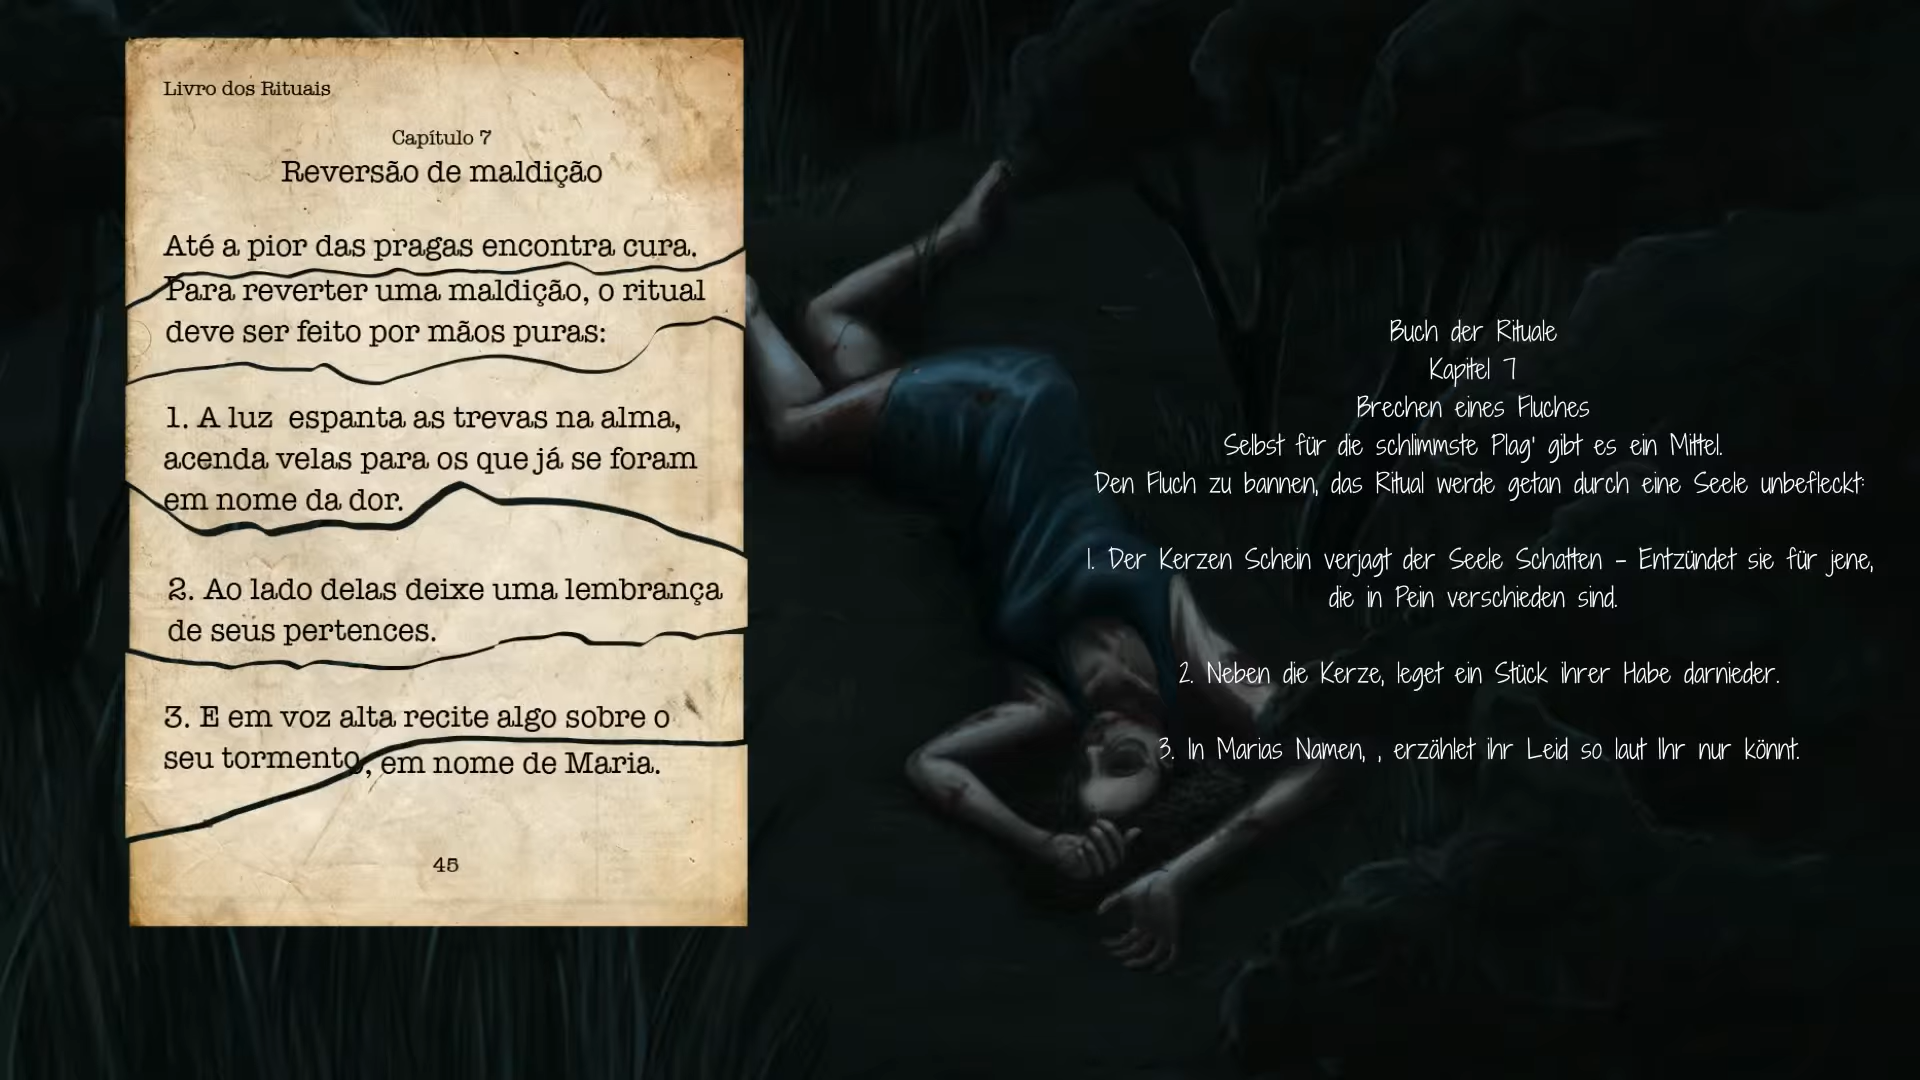 Livro dos Rituais
Capítulo 7
Reversão de maldição
Até a pior das pragas encontra cura.
Para reverter uma maldição, o ritual
deve ser feito por mãos puras:
1. A luz espanta as trevas na alma,
acenda velas para os que já se foram
em nome da dor.
2. Ao lado delas deixe uma lembrança
de seus pertences.
3. E em voz alta recite algo sobre o
seu tormento, em nome de Maria.
45
Buch der Rituale
Kapitel 7
Brechen eines Fluches
Selbst für die schlimmste Plag' gibt es ein Mittel.
Den Fluch zu bannen, das Ritual werde getan durch eine Seele unbefleckt:
1. Der Kerzen Schein verjagt der Seele Schatten - Entzündet sie für jene,
die in Pein verschieden sind.
2. Neben die Kerze, leget ein Stück ihrer Habe darnieder.
3. In Marias Namen, , erzählet ihr Leid so laut Ihr nur könnt.